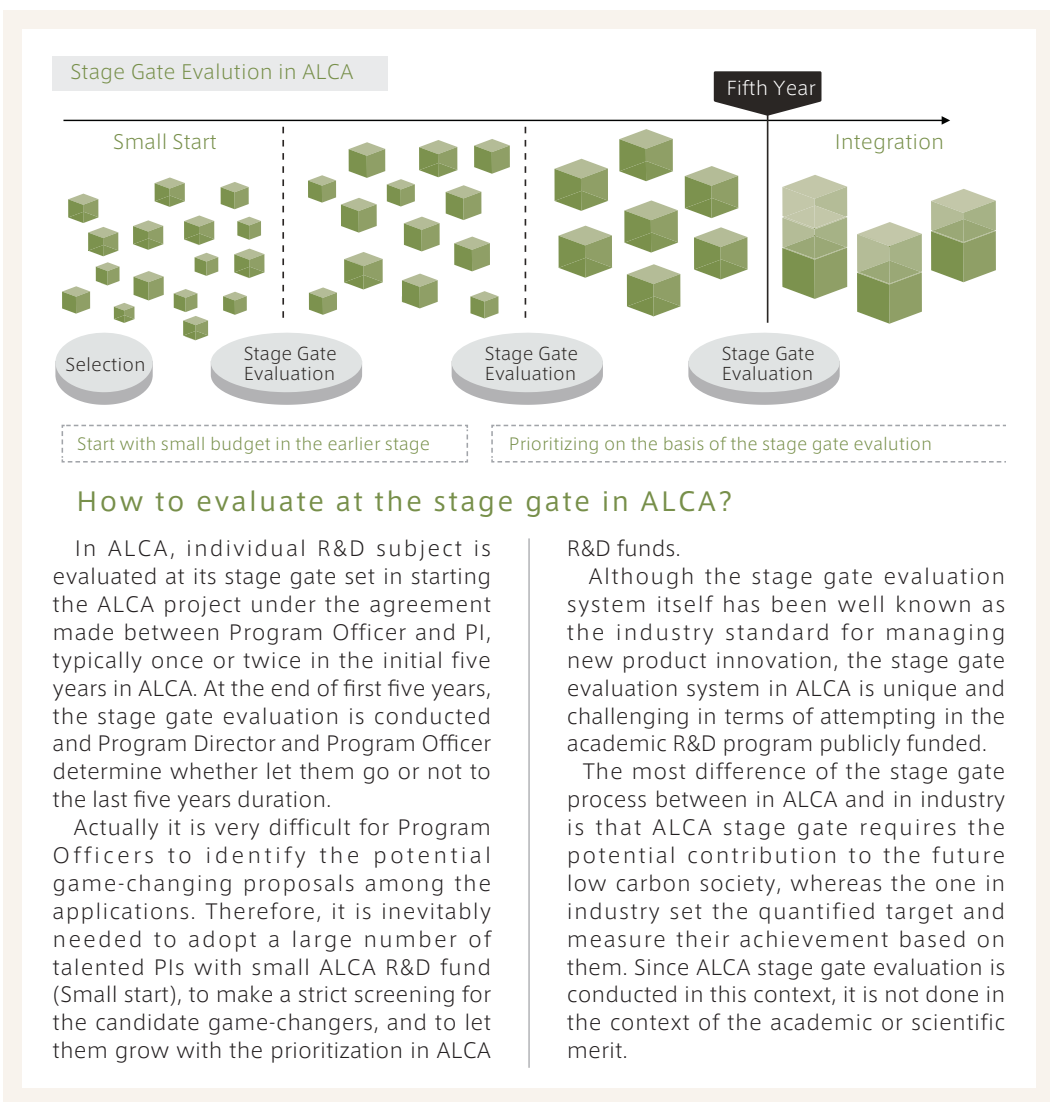 Stage Gate Evalution in ALCA
Fifth Year
Small Start
Integration
Selection
Stage Gate
Evaluation
Stage Gate
Evaluation
Stage Gate
Evaluation
Start with small budget in the earlier stage
Prioritizing on the basis of the stage gate evalution
How to evaluate at the stage gate in ALCA?
In ALCA, individual R&D subject is
evaluated at its stage gate set in starting
the ALCA project under the agreement
made between Program Officer and PI,
typically once or twice in the initial five
years in ALCA. At the end of first five years,
the stage gate evaluation is conducted
and Program Director and Program Officer
determine whether let them go or not to
the last five years duration.
Actually it is very difficult for Program
Officers to identify the potential
game-changing proposals among the
applications. Therefore, it is inevitably
needed to adopt a large number of
talented PIs with small ALCA R&D fund
(Small start), to make a strict screening for
the candidate game-changers, and to let
them grow with the prioritization in ALCA
R&D funds.
Although the stage gate evaluation
system itself has been well known as
the industry standard for managing
new product innovation, the stage gate
evaluation system in ALCA is unique and
challenging in terms of attempting in the
academic R&D program publicly funded.
The most difference of the stage gate
process between in ALCA and in industry
is that ALCA stage gate requires the
potential contribution to the future
low carbon society, whereas the one in
industry set the quantified target and
measure their achievement based on
them. Since ALCA stage gate evaluation is
conducted in this context, it is not done in
the context of the academic or scientific
merit.